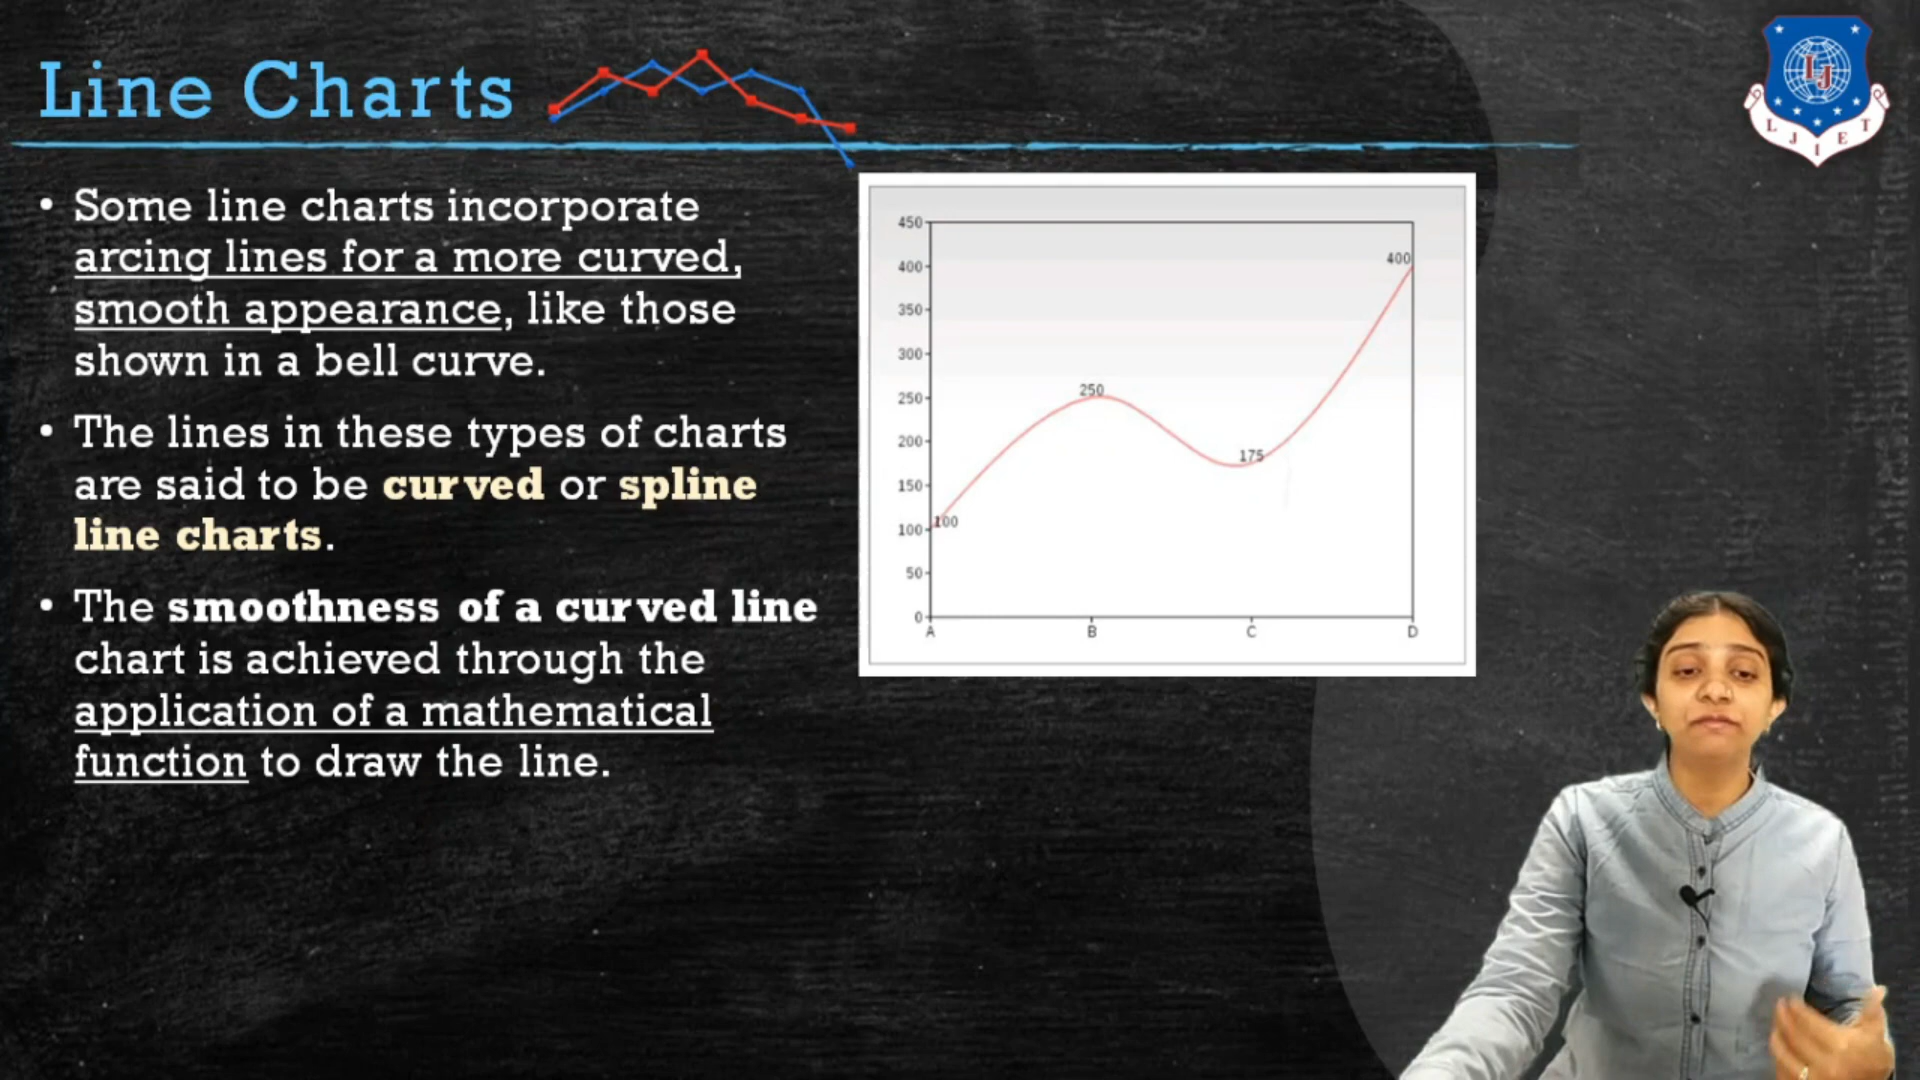 Line Charts
L J I E T
LJ
• Some line charts incorporate
arcing lines for a more curved,
smooth appearance, like those
shown in a bell curve.
• The lines in these types of charts
are said to be curved or spline
line charts.
• The smoothness of a curved line
chart is achieved through the
application of a mathematical
function to draw the line.
450
400
350
300
250
200
150
100
50
0
100
250
175
400
A B C D